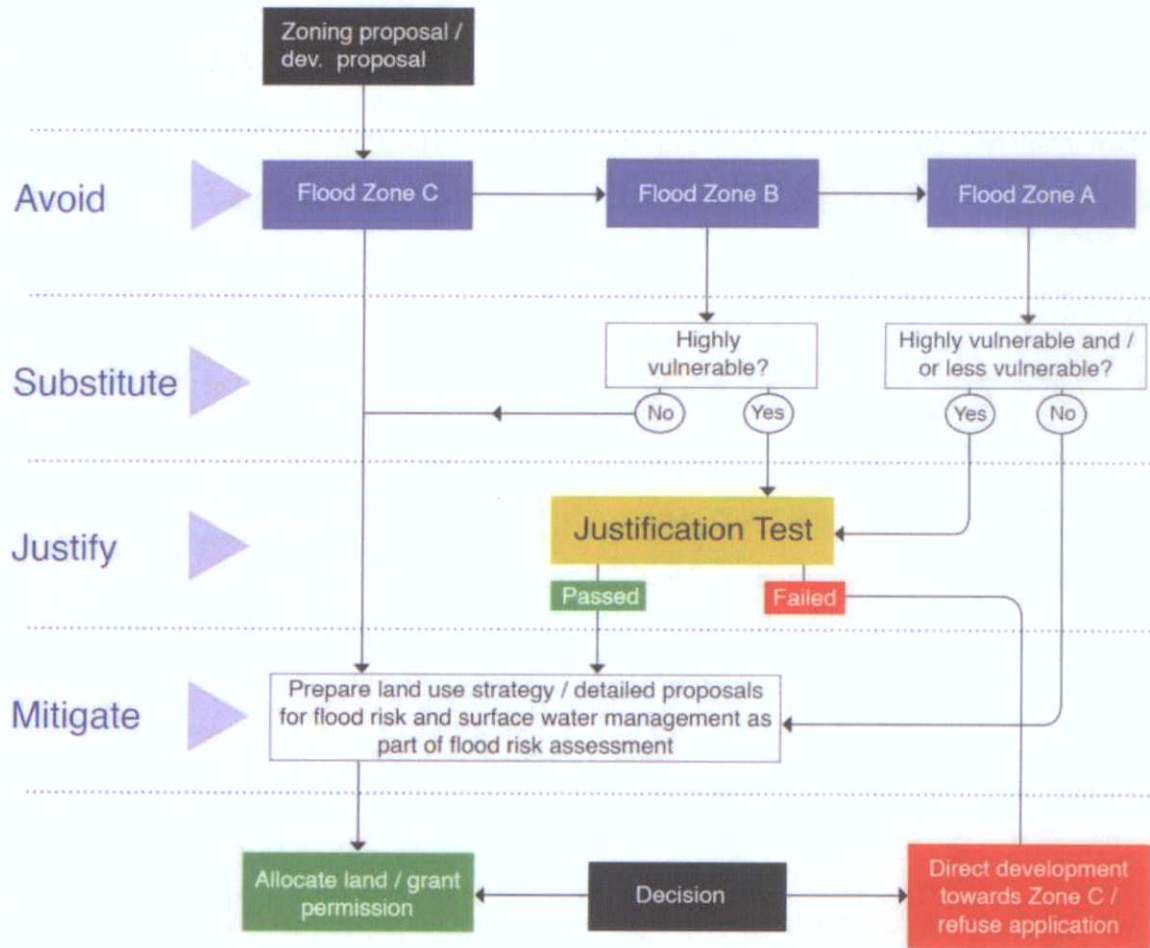 Zoning proposal /
dev. proposal
Avoid
Flood Zone C
Flood Zone B
Flood Zone A
Substitute
Highly
vulnerable?
No
Yes
Highly vulnerable and /
or less vulnerable?
Yes
No
Justify
Justification Test
Passed
Failed
Mitigate
Prepare land use strategy / detailed proposals
for flood risk and surface water management as
part of flood risk assessment
Allocate land / grant
permission
Decision
Direct development
towards Zone C /
refuse application